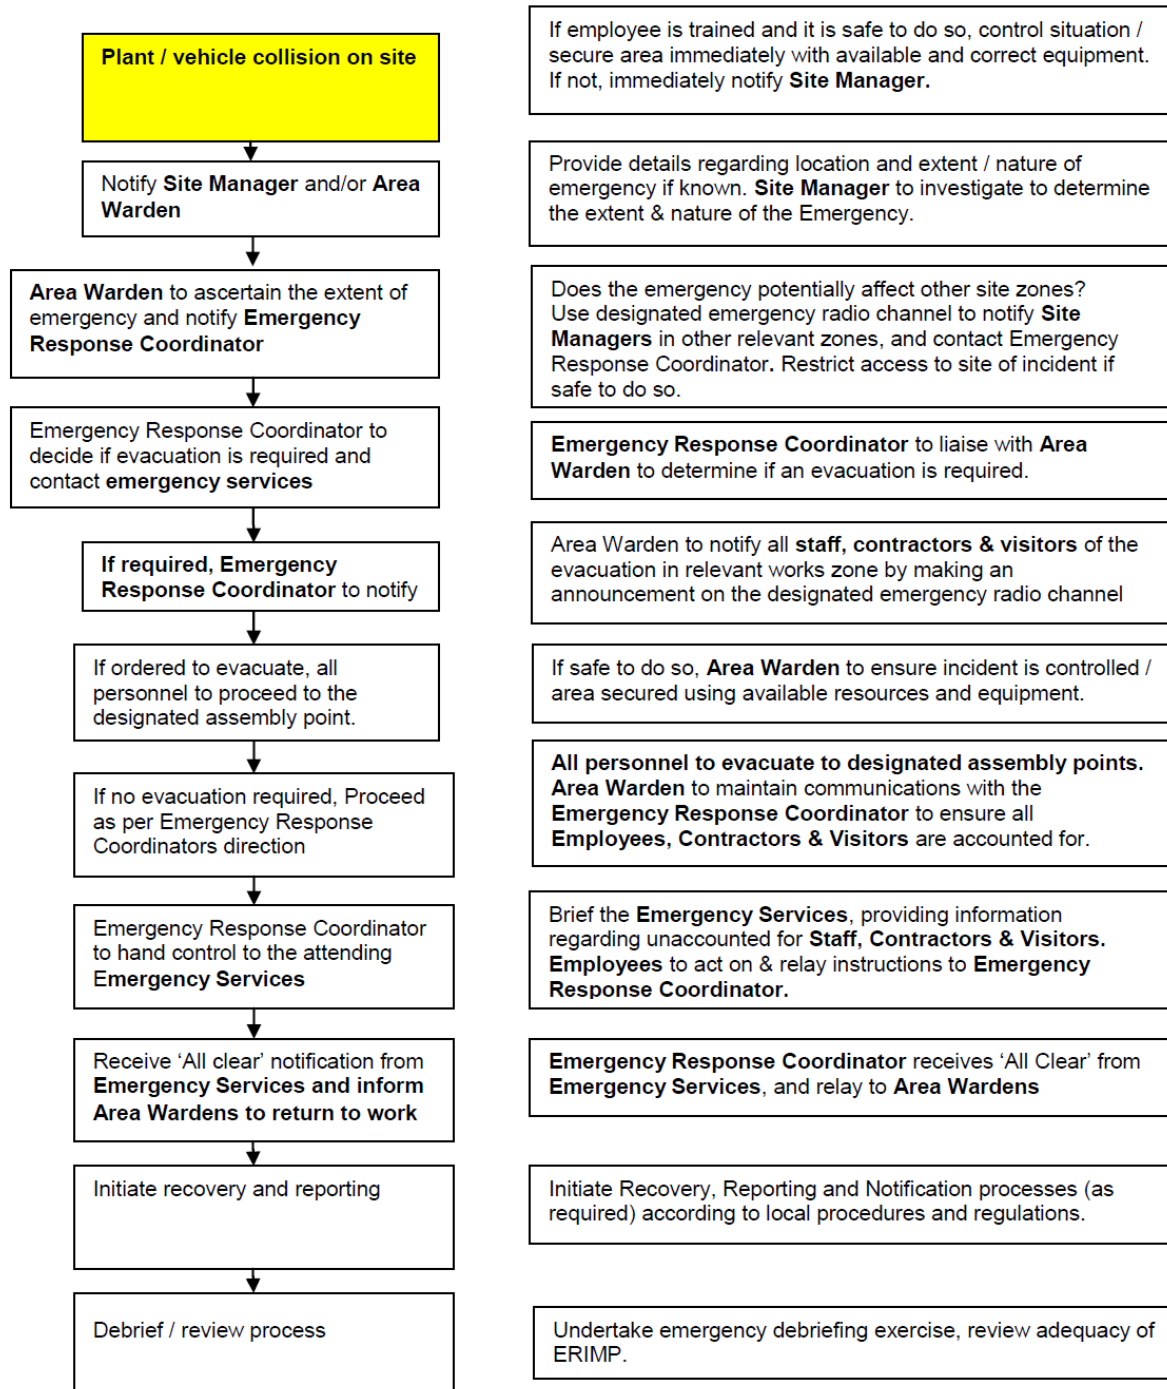 Plant / vehicle collision on site
If employee is trained and it is safe to do so, control situation /
secure area immediately with available and correct equipment.
If not, immediately notify Site Manager.
Notify Site Manager and/or Area
Warden
Provide details regarding location and extent / nature of
emergency if known. Site Manager to investigate to determine
the extent & nature of the Emergency.
Area Warden to ascertain the extent of
emergency and notify Emergency
Response Coordinator
Does the emergency potentially affect other site zones?
Use designated emergency radio channel to notify Site
Managers in other relevant zones, and contact Emergency
Response Coordinator. Restrict access to site of incident if
safe to do so.
Emergency Response Coordinator to
decide if evacuation is required and
contact emergency services
Emergency Response Coordinator to liaise with Area
Warden to determine if an evacuation is required.
If required, Emergency
Response Coordinator to notify
Area Warden to notify all staff, contractors & visitors of the
evacuation in relevant works zone by making an
announcement on the designated emergency radio channel
If ordered to evacuate, all
personnel to proceed to the
designated assembly point.
If safe to do so, Area Warden to ensure incident is controlled /
area secured using available resources and equipment.
If no evacuation required, Proceed
as per Emergency Response
Coordinators direction
All personnel to evacuate to designated assembly points.
Area Warden to maintain communications with the
Emergency Response Coordinator to ensure all
Employees, Contractors & Visitors are accounted for.
Emergency Response Coordinator
to hand control to the attending
Emergency Services
Brief the Emergency Services, providing information
regarding unaccounted for Staff, Contractors & Visitors.
Employees to act on & relay instructions to Emergency
Response Coordinator.
Receive ‘All clear’ notification from
Emergency Services and inform
Area Wardens to return to work
Emergency Response Coordinator receives ‘All Clear’ from
Emergency Services, and relay to Area Wardens
Initiate recovery and reporting
Initiate Recovery, Reporting and Notification processes (as
required) according to local procedures and regulations.
Debrief / review process
Undertake emergency debriefing exercise, review adequacy of
ERIMP.